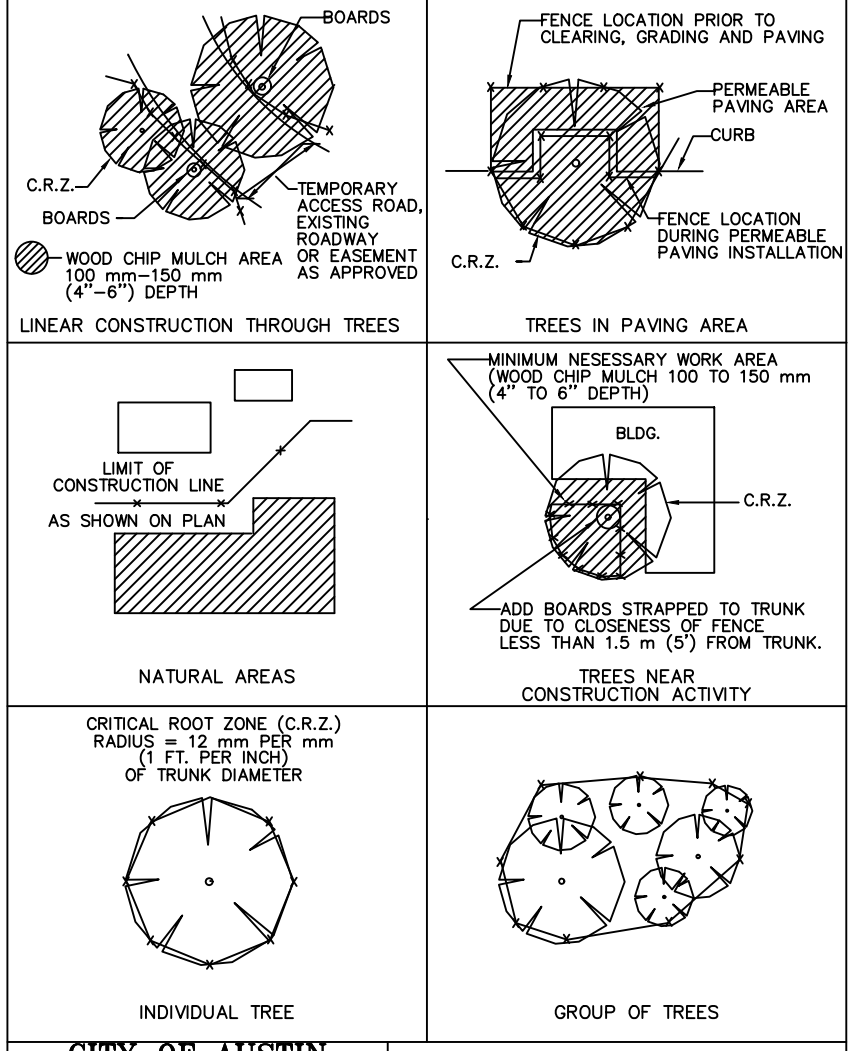 BOARDS
C.R.Z.
BOARDS
TEMPORARY
ACCESS ROAD,
EXISTING
ROADWAY
OR EASEMENT
AS APPROVED
WOOD CHIP MULCH AREA
100 mm-150 mm
(4"-6") DEPTH
LINEAR CONSTRUCTION THROUGH TREES
FENCE LOCATION PRIOR TO
CLEARING, GRADING AND PAVING
PERMEABLE
PAVING AREA
CURB
FENCE LOCATION
DURING PERMEABLE
PAVING INSTALLATION
C.R.Z.
TREES IN PAVING AREA
LIMIT OF
CONSTRUCTION LINE
AS SHOWN ON PLAN
NATURAL AREAS
MINIMUM NESESSARY WORK AREA
(WOOD CHIP MULCH 100 TO 150 mm
(4" TO 6" DEPTH)
BLDG.
C.R.Z.
ADD BOARDS STRAPPED TO TRUNK
DUE TO CLOSENESS OF FENCE
LESS THAN 1.5 m (5') FROM TRUNK.
TREES NEAR
CONSTRUCTION ACTIVITY
CRITICAL ROOT ZONE (C.R.Z.)
RADIUS = 12 mm PER mm
(1 FT. PER INCH)
OF TRUNK DIAMETER
INDIVIDUAL TREE
GROUP OF TREES
CITY OF AUSTIN